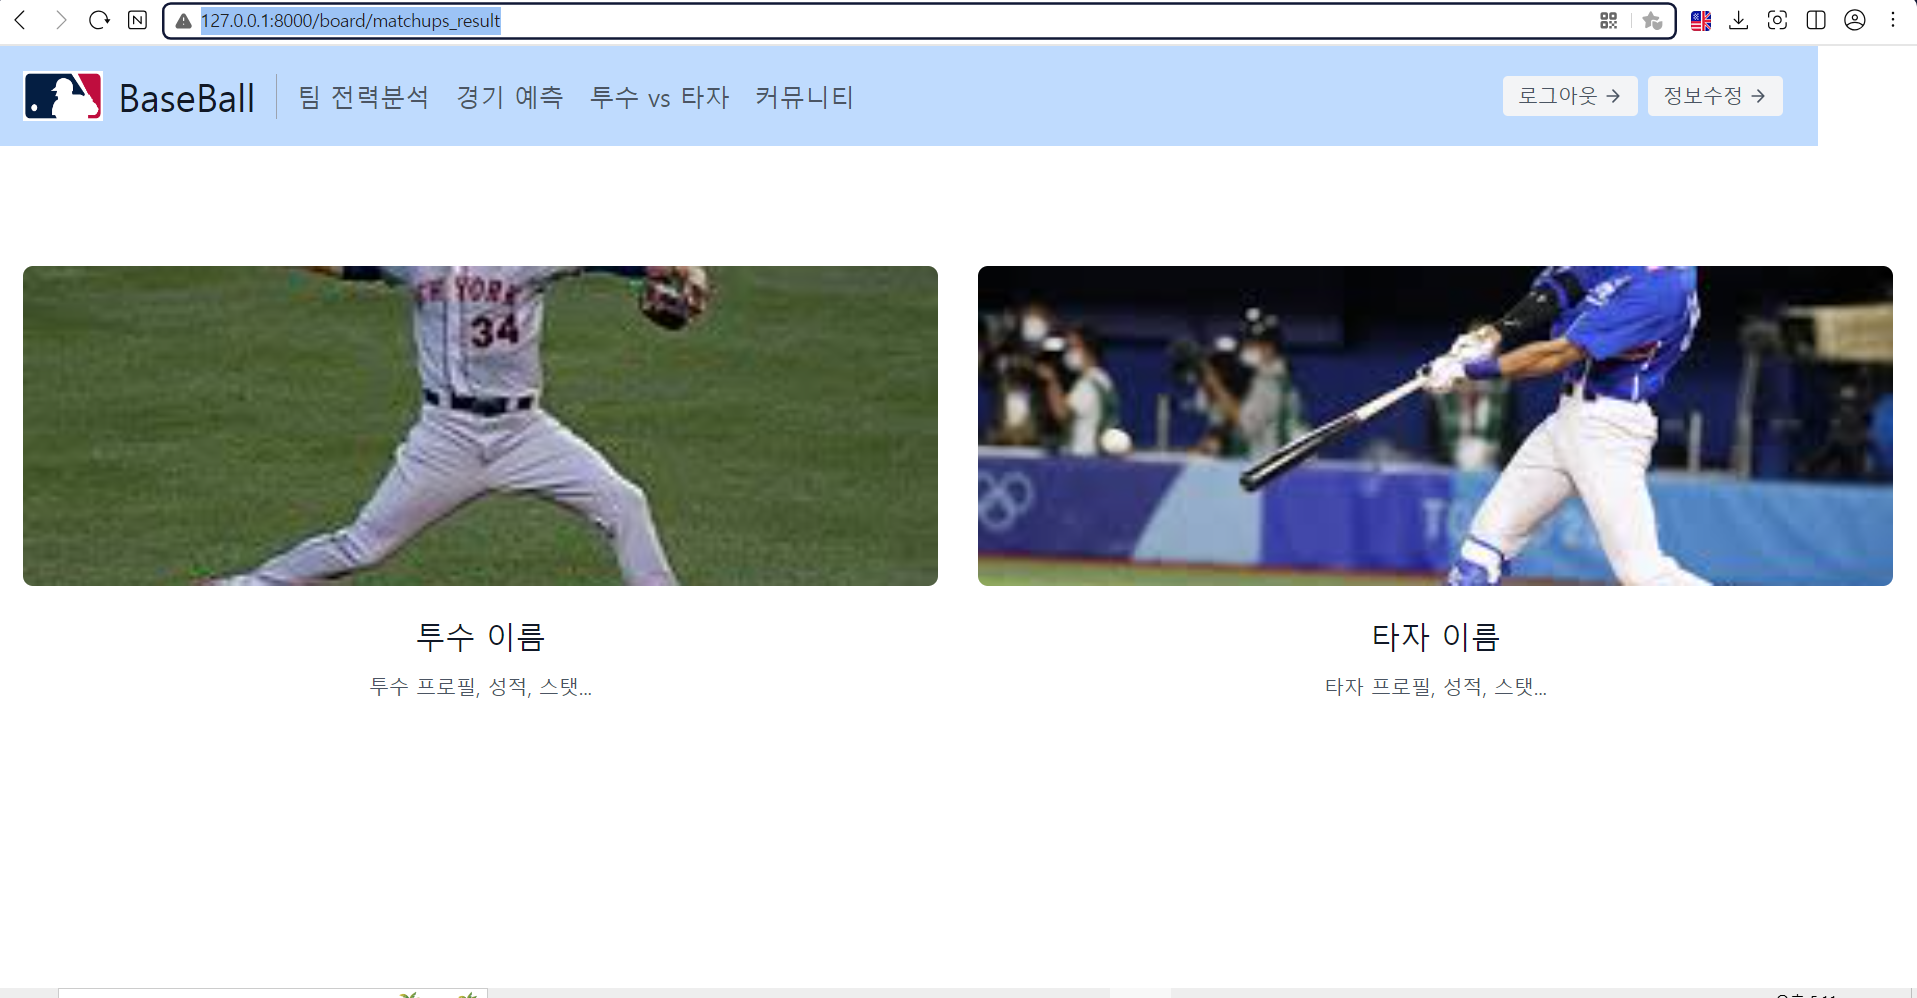 127.0.0.1:8000/board/matchups_result
BaseBall
팀 전력분석 경기 예측 투수 vs 타자 커뮤니티
로그아웃 → 정보수정 →
YORK
34
투수 이름
타자 이름
투수 프로필, 성적, 스탯...
타자 프로필, 성적, 스탯...